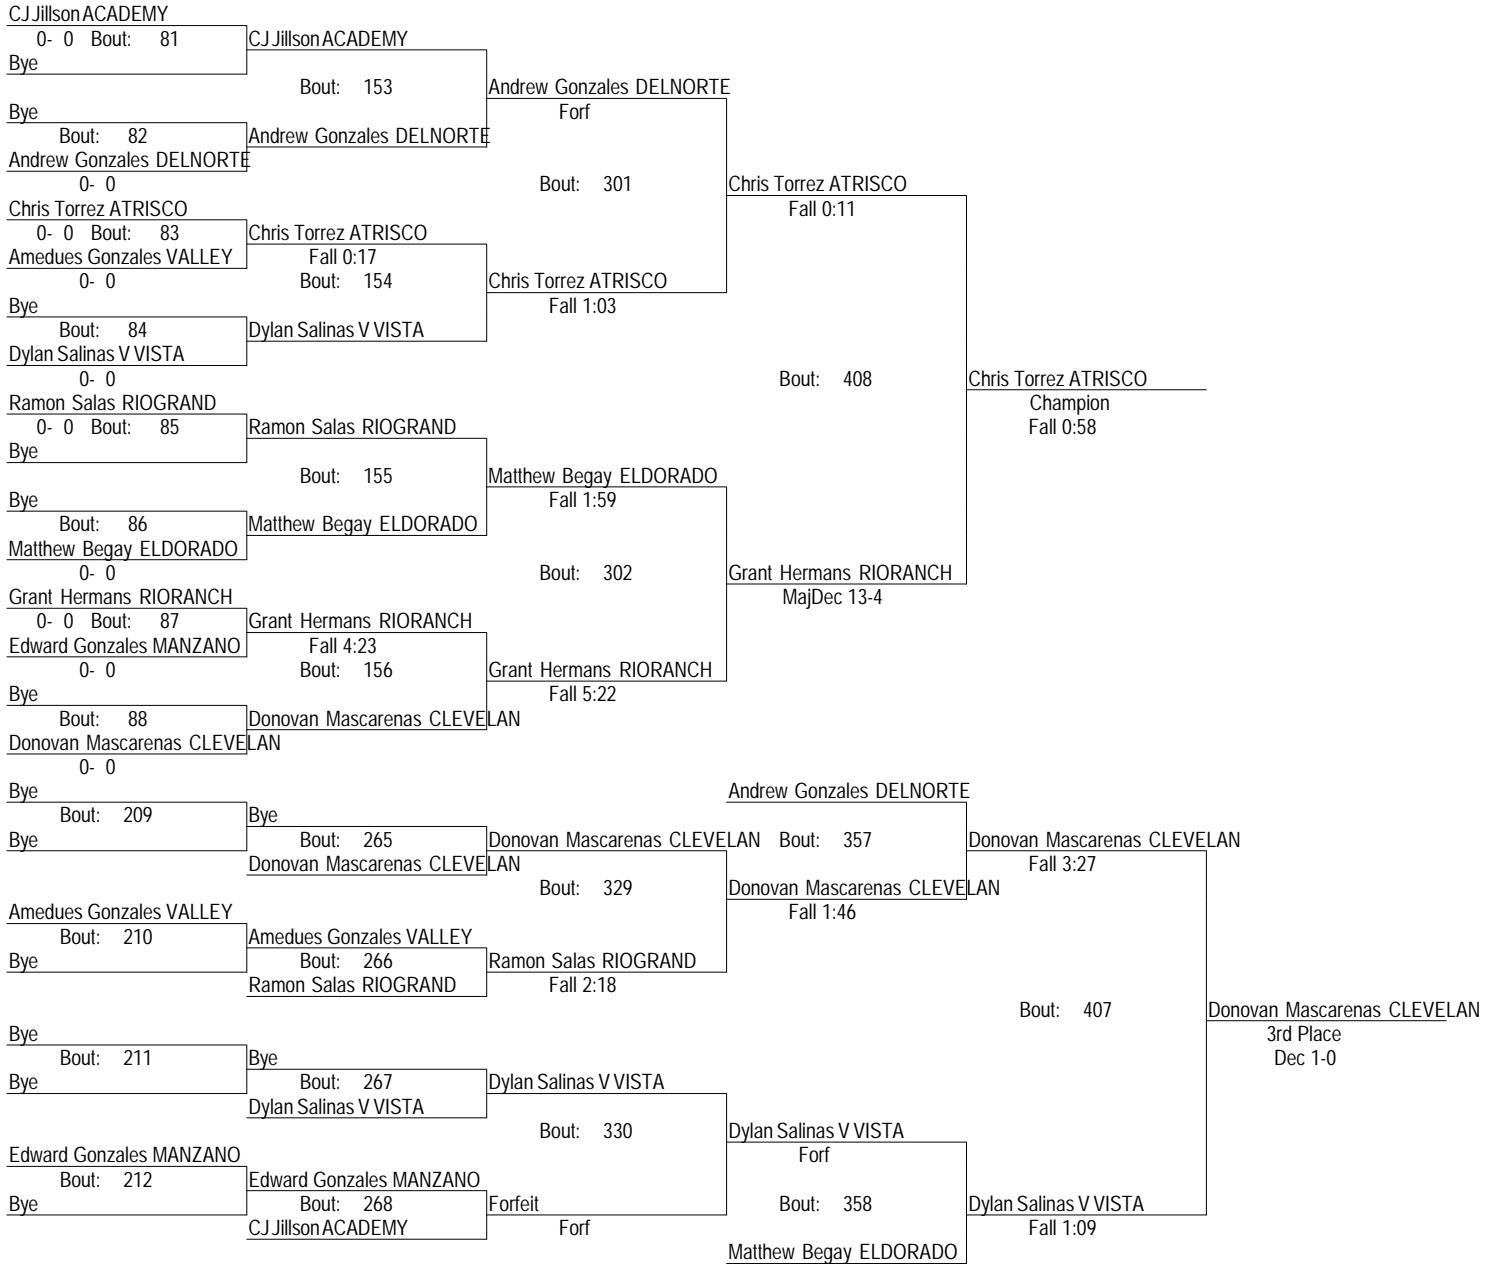 CJ Jillson ACADEMY
0- 0 Bout: 81 CJ Jillson ACADEMY
Bye
Bout: 153 Andrew Gonzales DELNORTE
Bye Forf
Bout: 82 Andrew Gonzales DELNORTE
Andrew Gonzales DELNORTE
0- 0 Bout: 301 Chris Torrez ATRISCO
Chris Torrez ATRISCO Fall 0:11
0- 0 Bout: 83 Chris Torrez ATRISCO
Amedues Gonzales VALLEY Fall 0:17
0- 0 Bout: 154 Chris Torrez ATRISCO
Bye Fall 1:03
Bout: 84 Dylan Salinas V VISTA
Dylan Salinas V VISTA
0- 0 Bout: 408 Chris Torrez ATRISCO
Ramon Salas RIOGRAND Champion
0- 0 Bout: 85 Ramon Salas RIOGRAND Fall 0:58
Bye
Bout: 155 Matthew Begay ELDORADO
Bye Fall 1:59
Bout: 86 Matthew Begay ELDORADO
Matthew Begay ELDORADO
0- 0 Bout: 302 Grant Hermans RIORANCH
Grant Hermans RIORANCH MajDec 13-4
0- 0 Bout: 87 Grant Hermans RIORANCH
Edward Gonzales MANZANO Fall 4:23
0- 0 Bout: 156 Grant Hermans RIORANCH
Bye Fall 5:22
Bout: 88 Donovan Mascarenas CLEVELAN
Donovan Mascarenas CLEVELAN
0- 0
Bye Andrew Gonzales DELNORTE
Bout: 209 Bye
Bye Bout: 265 Donovan Mascarenas CLEVELAN Bout: 357 Donovan Mascarenas CLEVELAN
Donovan Mascarenas CLEVELAN Fall 3:27
Bout: 329 Donovan Mascarenas CLEVELAN
Amedues Gonzales VALLEY Fall 1:46
Bout: 210 Amedues Gonzales VALLEY
Bye Bout: 266 Ramon Salas RIOGRAND
Ramon Salas RIOGRAND Fall 2:18
Bout: 407 Donovan Mascarenas CLEVELAN
Bye 3rd Place
Bout: 211 Bye Dec 1-0
Bye Bout: 267 Dylan Salinas V VISTA
Dylan Salinas V VISTA
Bout: 330 Dylan Salinas V VISTA
Edward Gonzales MANZANO Forf
Bout: 212 Edward Gonzales MANZANO
Bye Bout: 268 Forfeit Bout: 358 Dylan Salinas V VISTA
CJ Jillson ACADEMY Forf Fall 1:09
Matthew Begay ELDORADO